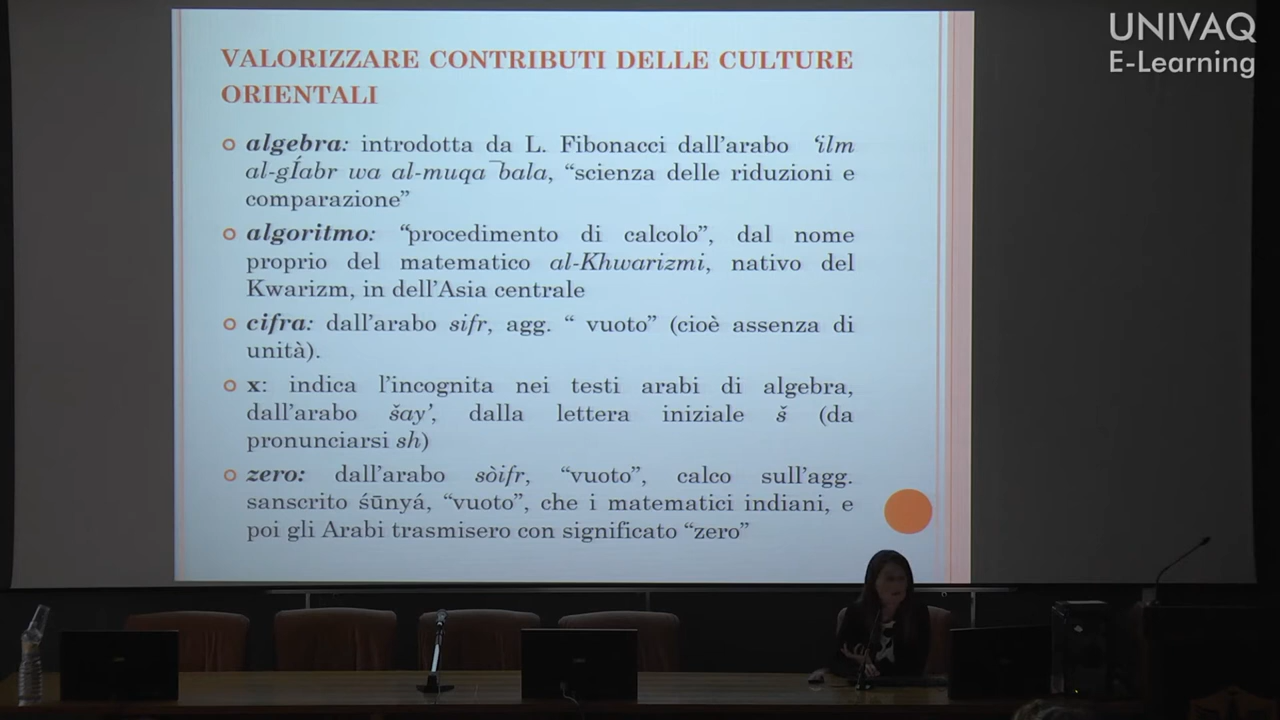 UNIVAQ
E-Learning
VALORIZZARE CONTRIBUTI DELLE CULTURE
ORIENTALI
algebra: introdotta da L. Fibonacci dall’arabo ‘ilm
al-gÍabr wa al-muqa¯bala, “scienza delle riduzioni e
comparazione”
algoritmo: “procedimento di calcolo”, dal nome
proprio del matematico al-Khwarizmi, nativo del
Kwarizm, in dell’Asia centrale
cifra: dall’arabo sifr, agg. “ vuoto” (cioè assenza di
unità).
x: indica l’incognita nei testi arabi di algebra,
dall’arabo šay’, dalla lettera iniziale š (da
pronunciarsi sh)
zero: dall’arabo sòifr, “vuoto”, calco sull’agg.
sanscrito śūnyá, “vuoto”, che i matematici indiani, e
poi gli Arabi trasmisero con significato “zero”